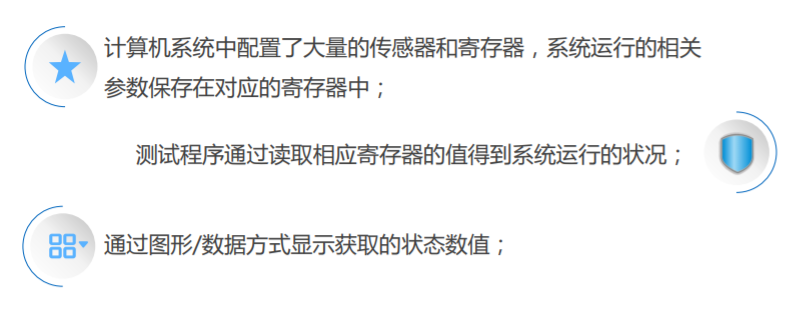 计算机系统中配置了大量的传感器和寄存器，系统运行的相关
参数保存在对应的寄存器中；
测试程序通过读取相应寄存器的值得到系统运行的状况；
通过图形/数据方式显示获取的状态数值；